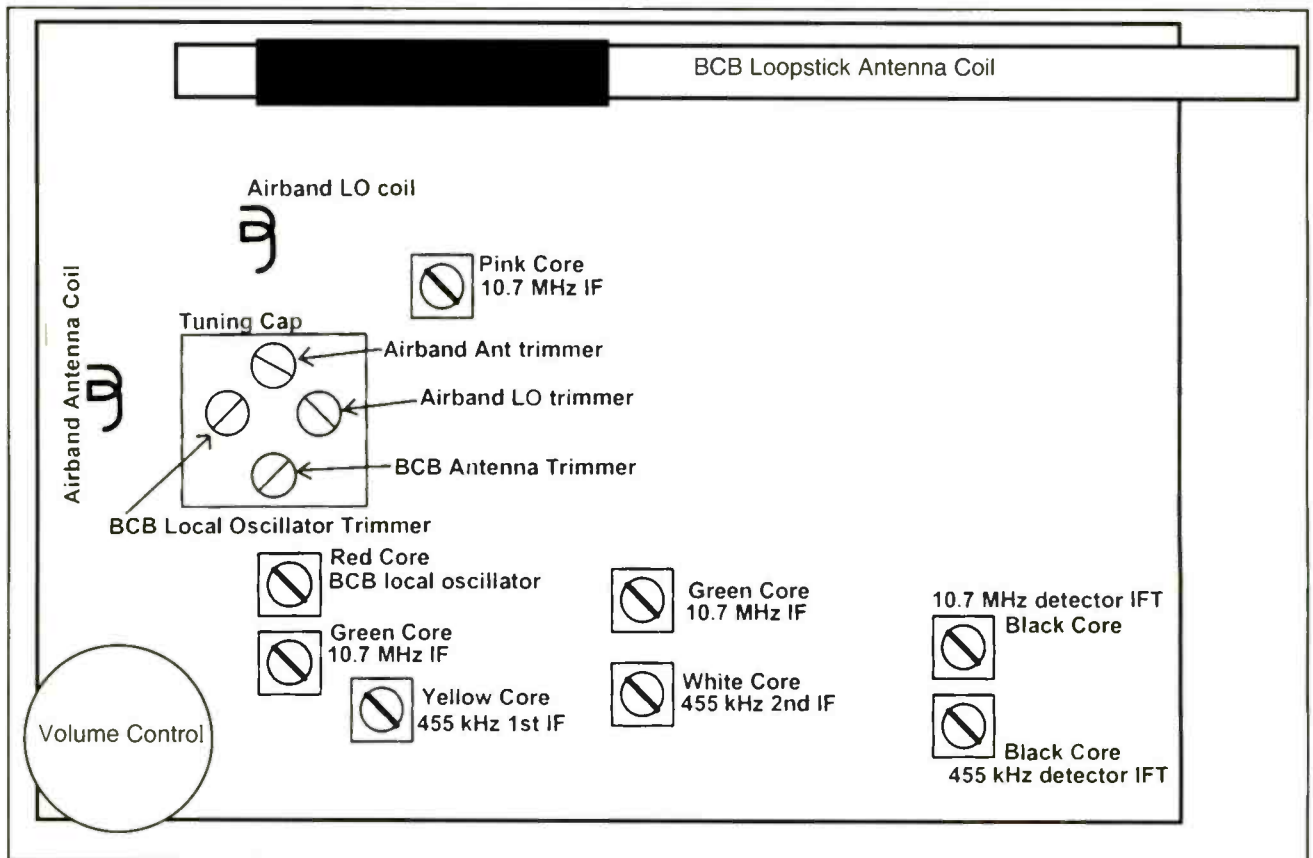 BCB Loopstick Antenna Coil
Airband LO coil
Pink Core
10.7 MHz IF
Airband Antenna Coil
Tuning Cap
Airband Ant trimmer
Airband LO trimmer
BCB Antenna Trimmer
BCB Local Oscillator Trimmer
Red Core
BCB local oscillator
Green Core
10.7 MHz IF
Yellow Core
455 kHz 1st IF
Green Core
10.7 MHz IF
White Core
455 kHz 2nd IF
10.7 MHz detector IFT
Black Core
Black Core
455 kHz detector IFT
Volume Control